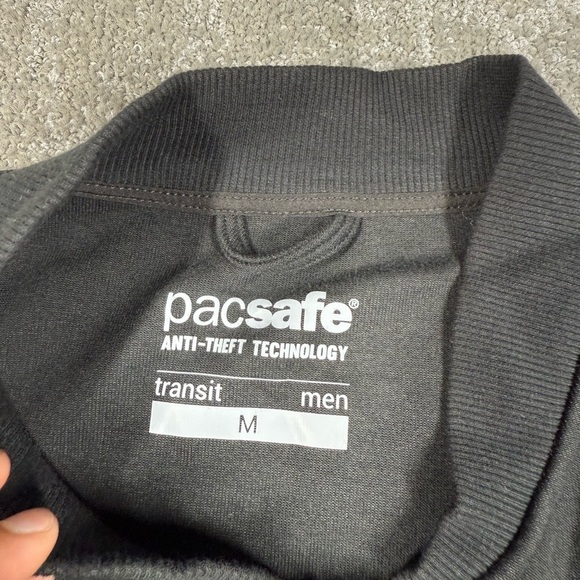 pacsafe®
ANTI-THEFT TECHNOLOGY
transit men
M